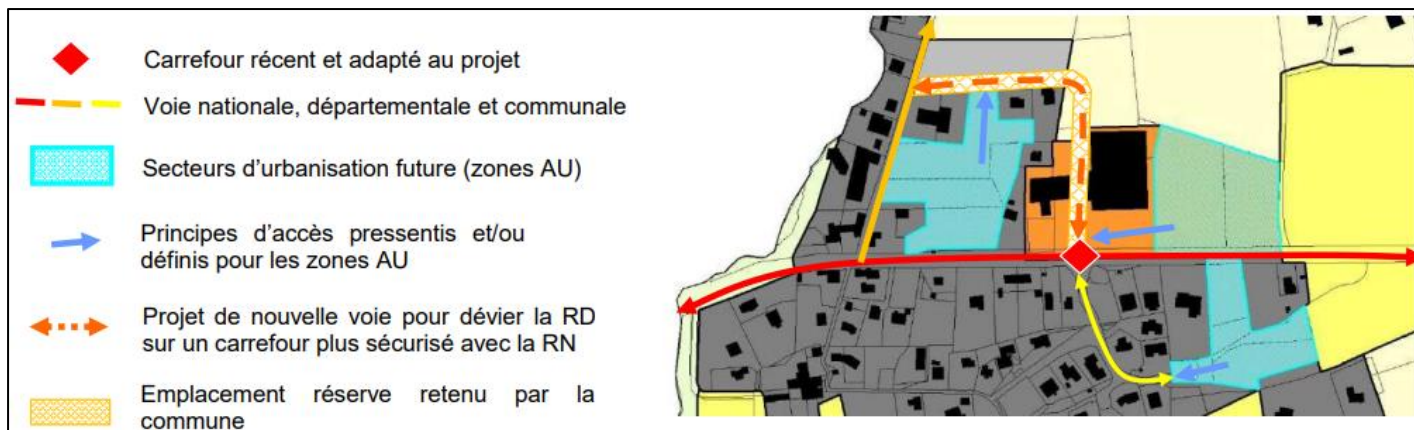 Carrefour récent et adapté au projet
Voie nationale, départementale et communale
Secteurs d'urbanisation future (zones AU)
Principes d'accès pressentis et/ou
définis pour les zones AU
Projet de nouvelle voie pour dévier la RD
sur un carrefour plus sécurisé avec la RN
Emplacement réserve retenu par la
commune